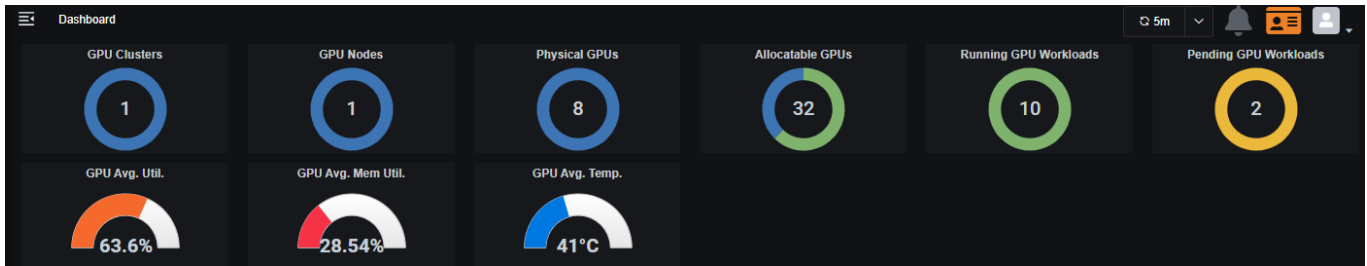 Dashboard
5m
GPU Clusters
GPU Nodes
Physical GPUs
Allocatable GPUs
Running GPU Workloads
Pending GPU Workloads
1
1
8
32
10
2
GPU Avg. Util.
GPU Avg. Mem Util.
GPU Avg. Temp.
63.6%
28.54%
41°C